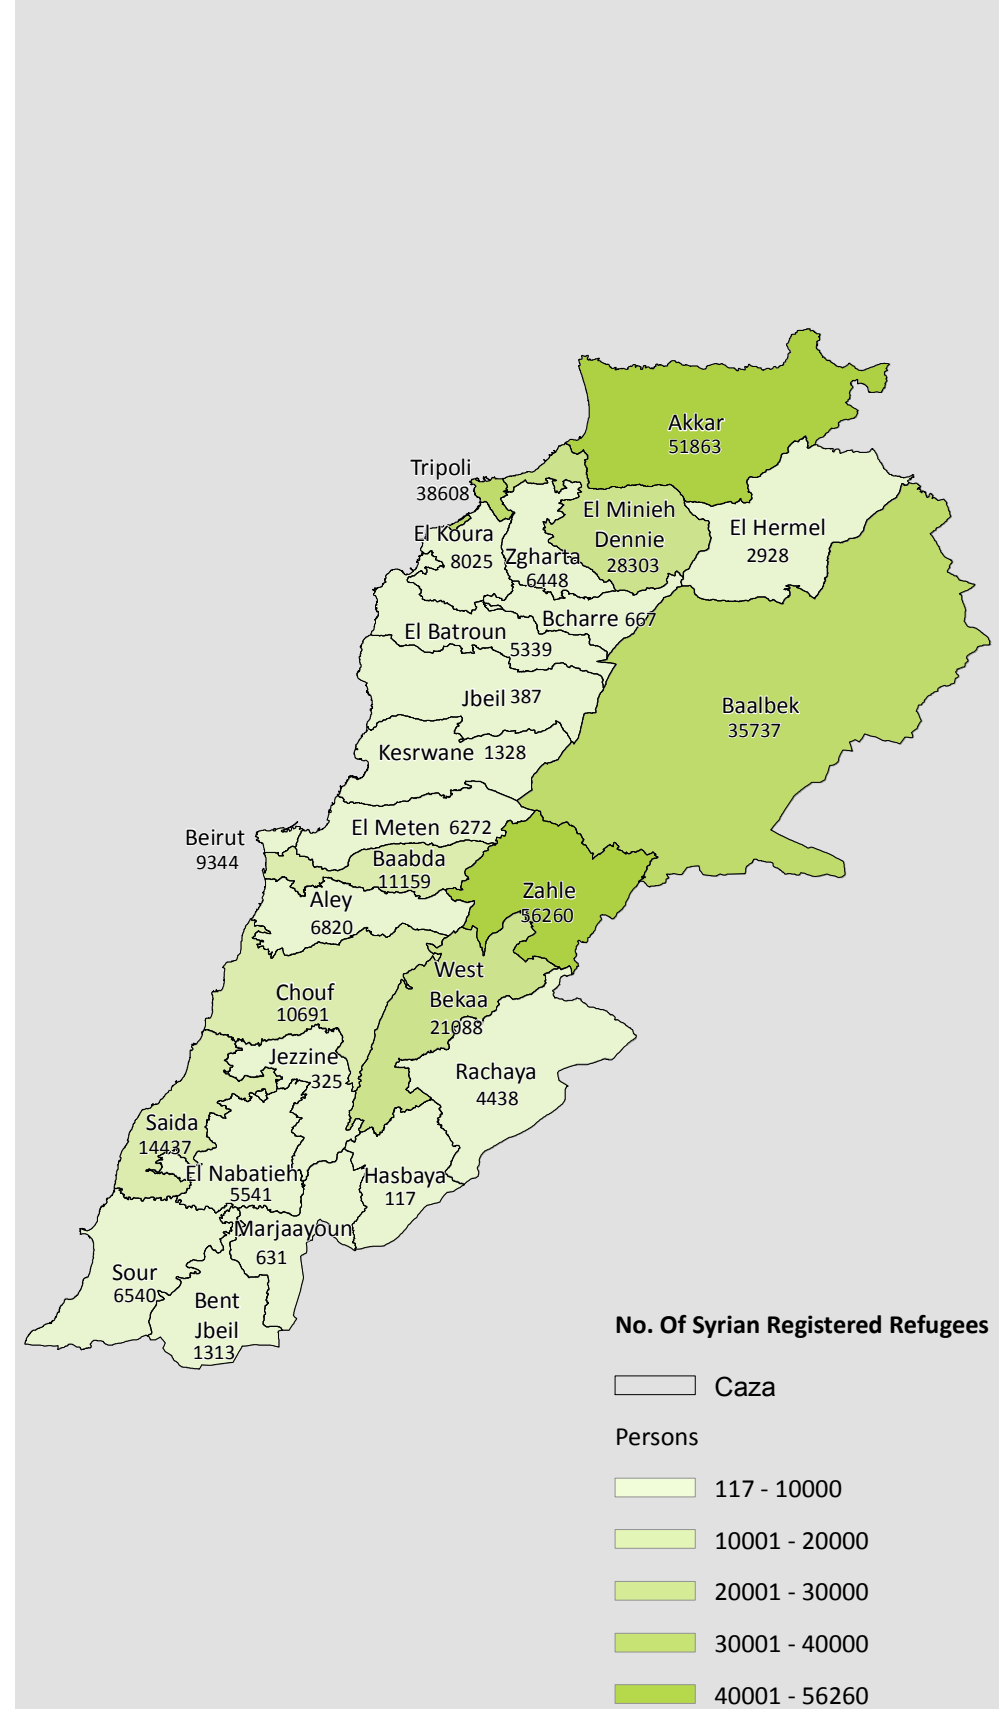 Akkar
51863
Tripoli
38608
El Minieh
Dennie
28303
El Hermel
2928
El Koura
8025
Zgharta
6448
Bcharre 667
El Batroun
5339
Jbeil 387
Baalbek
35737
Kesrwane 1328
El Meten 6272
Beirut
9344
Baabda
11159
Zahle
56260
Aley
6820
West
Bekaa
21088
Chouf
10691
Jezzine
325
Rachaya
4438
Saida
14437
El Nabatieh
5541
Hasbaya
117
Marjaayoun
631
Sour
6540
Bent
Jbeil
1313
No. Of Syrian Registered Refugees
Caza
Persons
117 - 10000
10001 - 20000
20001 - 30000
30001 - 40000
40001 - 56260